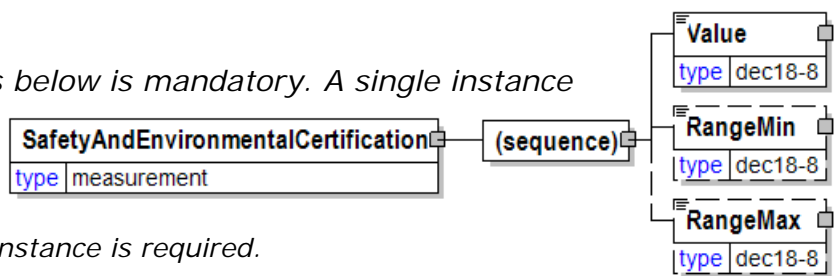 Value
type dec18-8
s below is mandatory. A single instance
SafetyAndEnvironmentalCertification
type measurement
(sequence)
RangeMin
type dec18-8
RangeMax
type dec18-8
nstance is required.